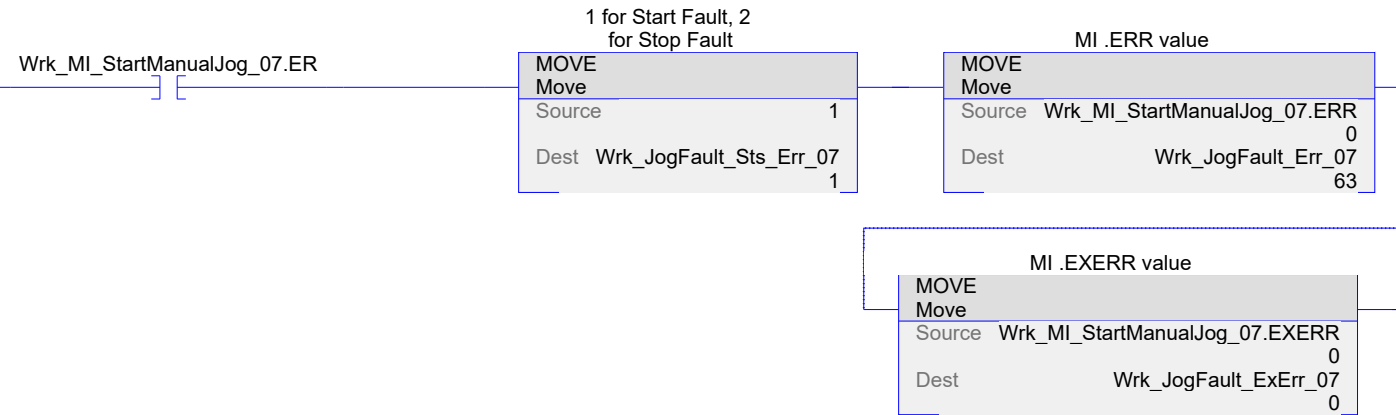 1 for Start Fault, 2
for Stop Fault
MI .ERR value
Wrk_MI_StartManualJog_07.ER
MOVE
Move
Source 1
Dest Wrk_JogFault_Sts_Err_07
1
MOVE
Move
Source Wrk_MI_StartManualJog_07.ERR
0
Dest Wrk_JogFault_Err_07
63
MI .EXERR value
MOVE
Move
Source Wrk_MI_StartManualJog_07.EXERR
0
Dest Wrk_JogFault_ExErr_07
0